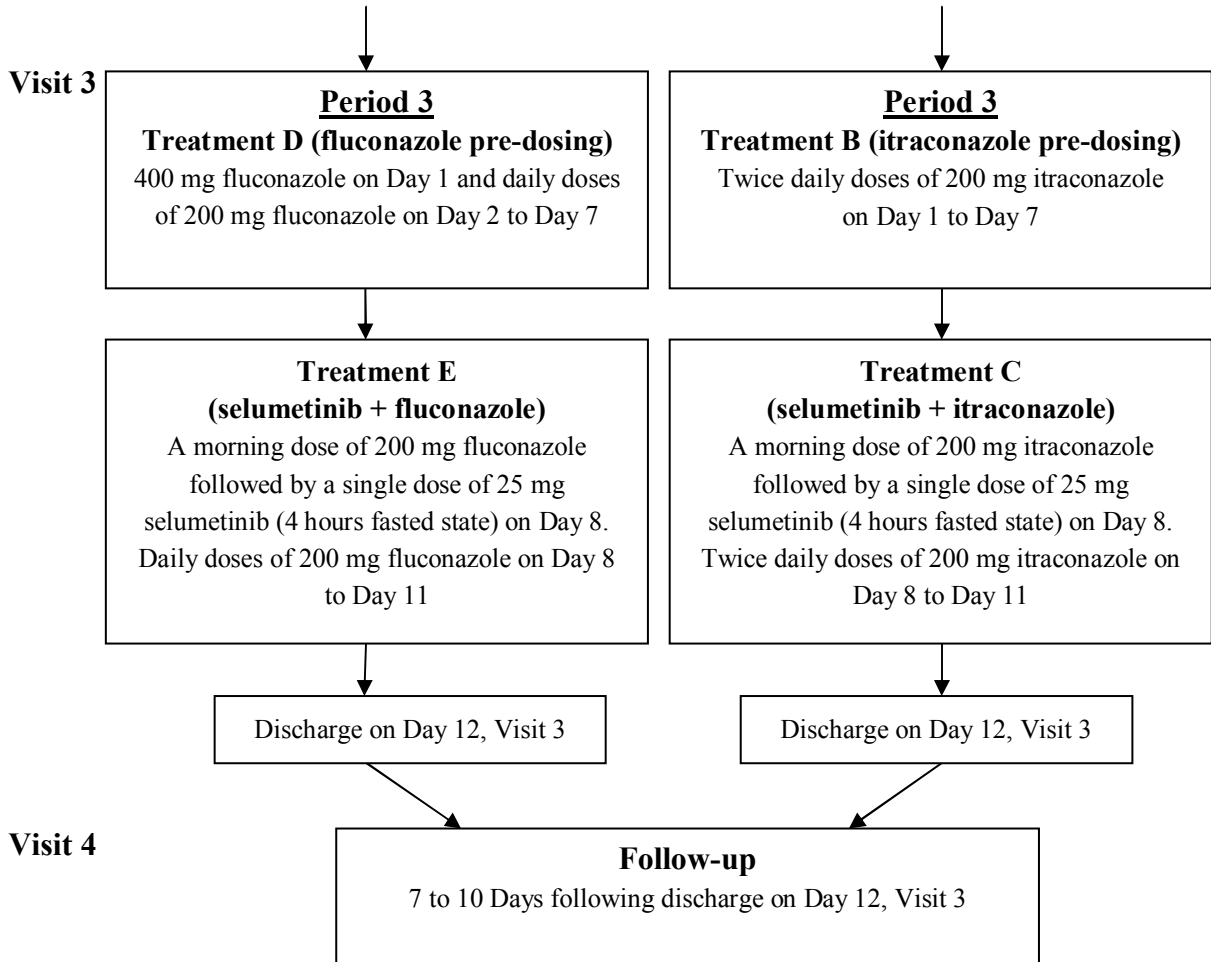 Visit 3
Period 3
Treatment D (fluconazole pre-dosing)
400 mg fluconazole on Day 1 and daily doses
of 200 mg fluconazole on Day 2 to Day 7
Period 3
Treatment B (itraconazole pre-dosing)
Twice daily doses of 200 mg itraconazole
on Day 1 to Day 7
Treatment E
(selumetinib + fluconazole)
A morning dose of 200 mg fluconazole
followed by a single dose of 25 mg
selumetinib (4 hours fasted state) on Day 8.
Daily doses of 200 mg fluconazole on Day 8
to Day 11
Treatment C
(selumetinib + itraconazole)
A morning dose of 200 mg itraconazole
followed by a single dose of 25 mg
selumetinib (4 hours fasted state) on Day 8.
Twice daily doses of 200 mg itraconazole on
Day 8 to Day 11
Discharge on Day 12, Visit 3
Discharge on Day 12, Visit 3
Visit 4
Follow-up
7 to 10 Days following discharge on Day 12, Visit 3